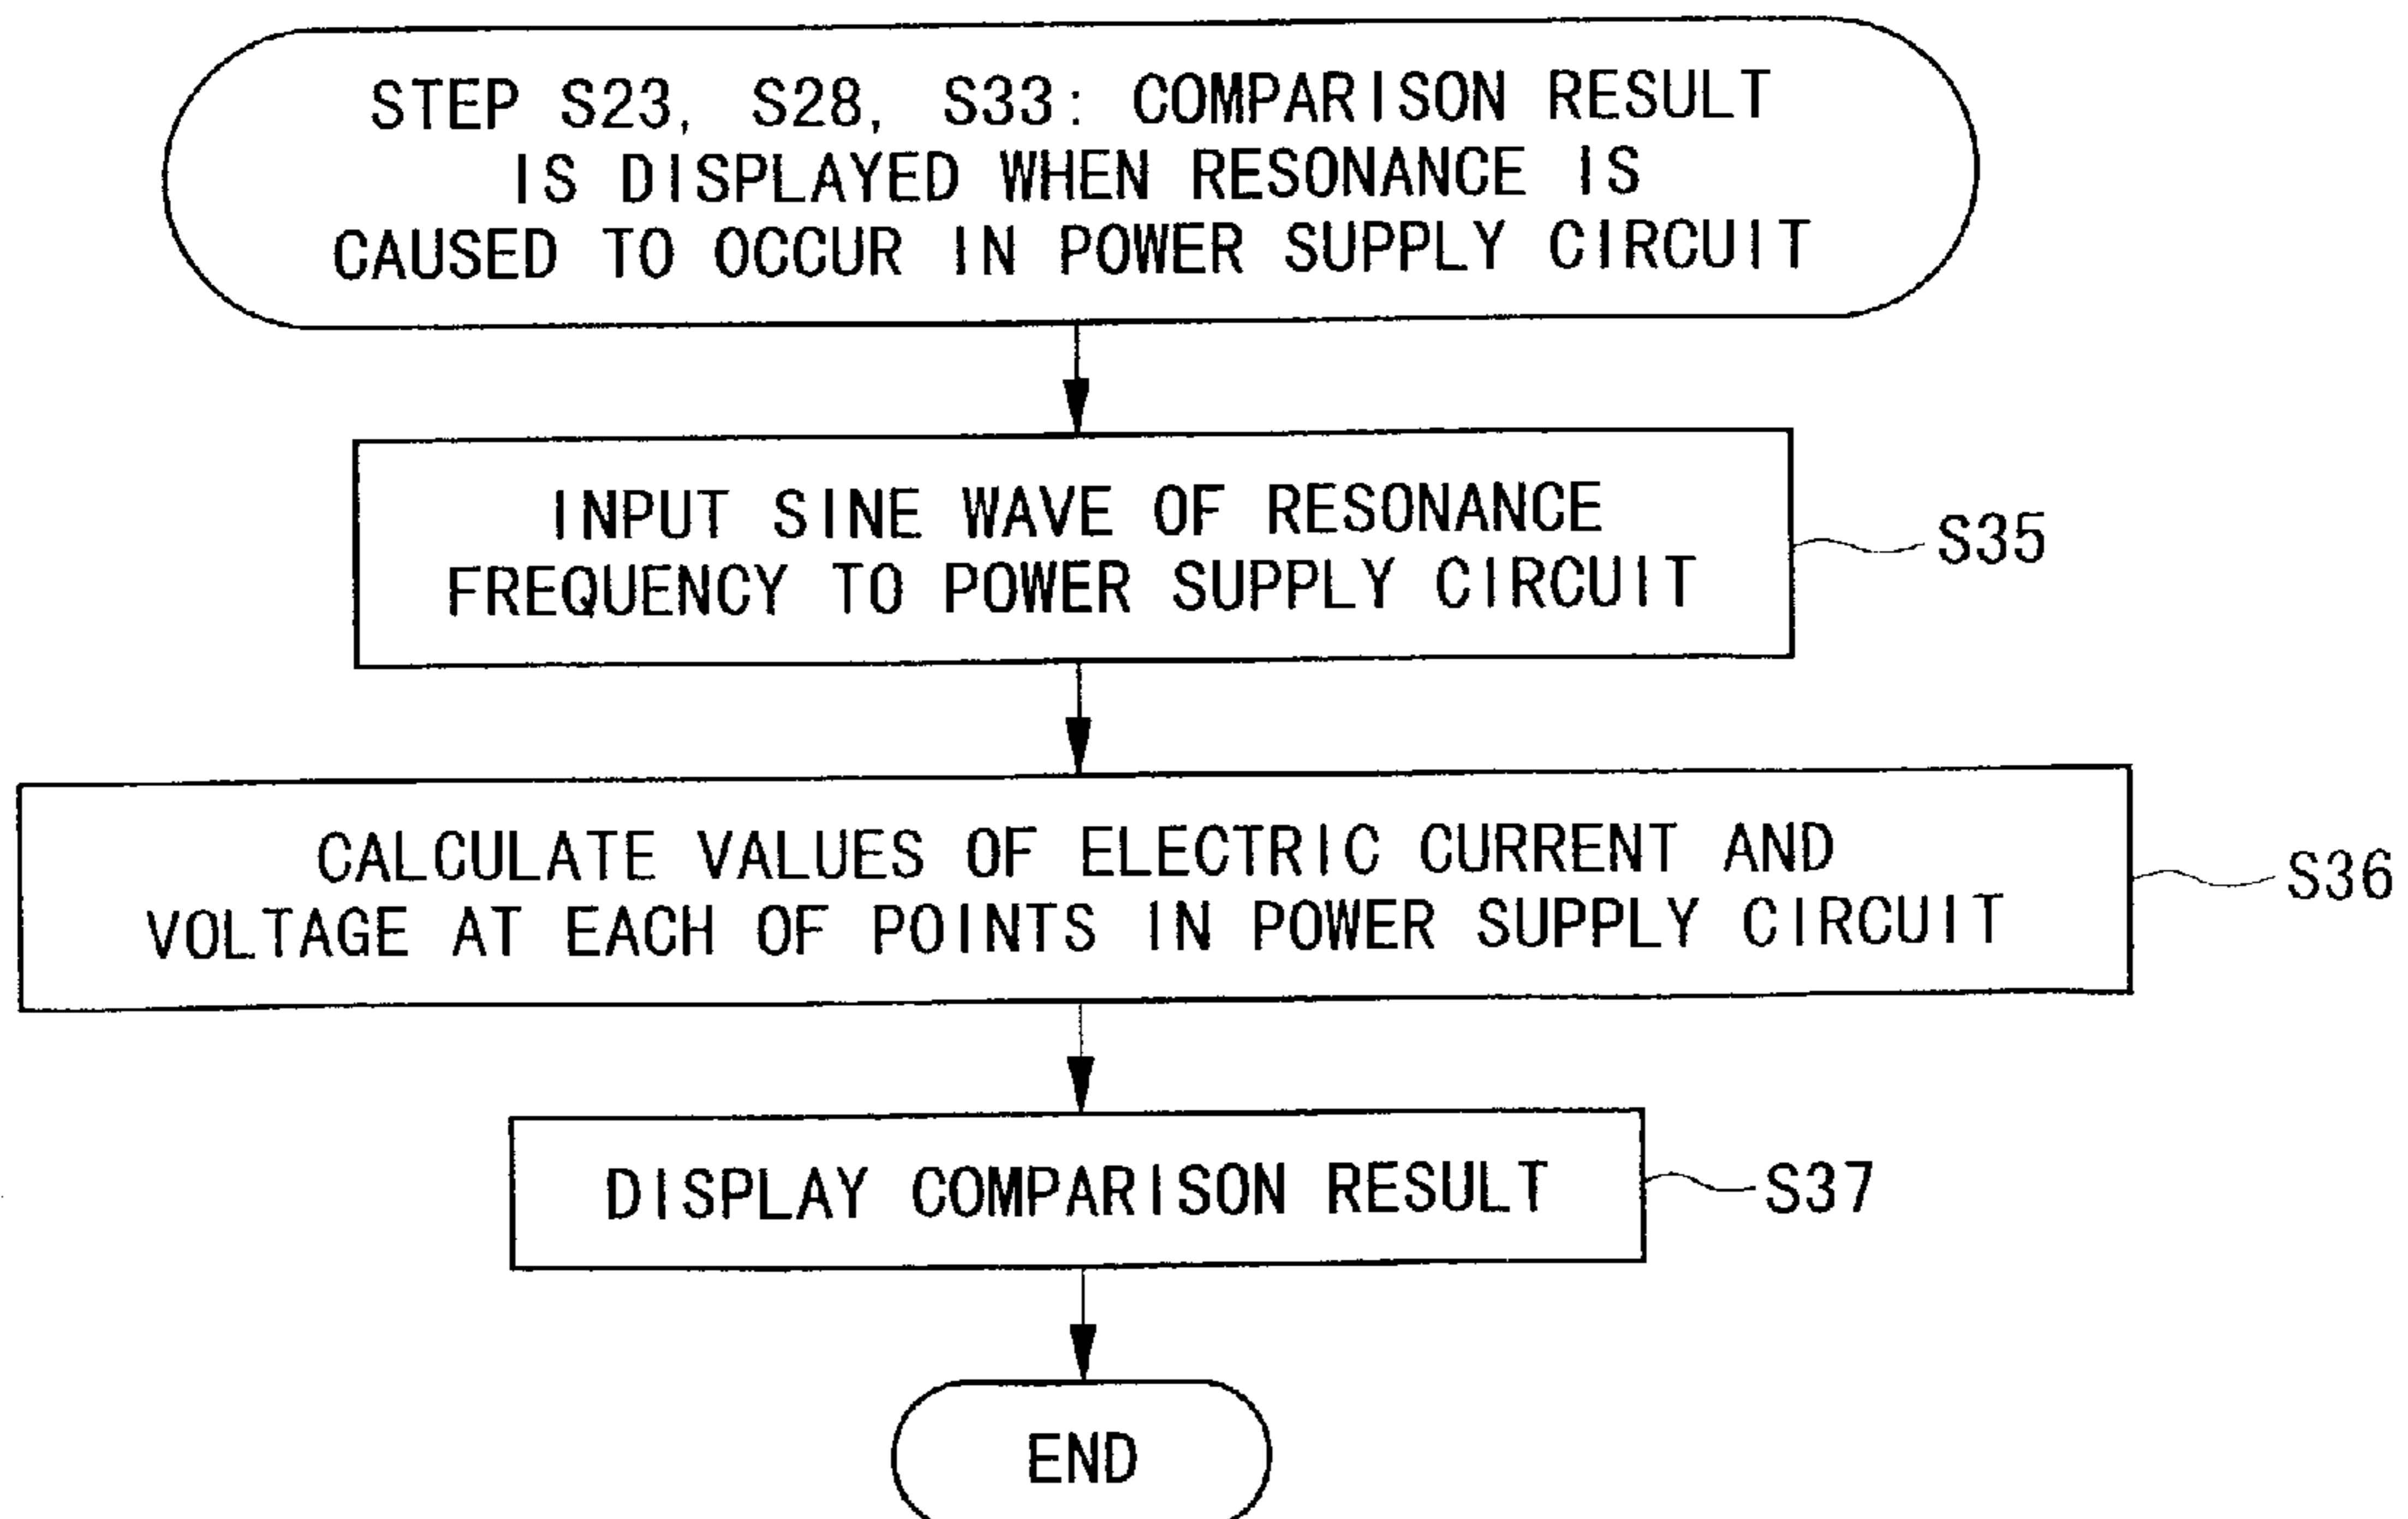 STEP S23, S28, S33: COMPARISON RESULT
IS DISPLAYED WHEN RESONANCE IS
CAUSED TO OCCUR IN POWER SUPPLY CIRCUIT
INPUT SINE WAVE OF RESONANCE
FREQUENCY TO POWER SUPPLY CIRCUIT
S35
CALCULATE VALUES OF ELECTRIC CURRENT AND
VOLTAGE AT EACH OF POINTS IN POWER SUPPLY CIRCUIT
S36
DISPLAY COMPARISON RESULT
S37
END